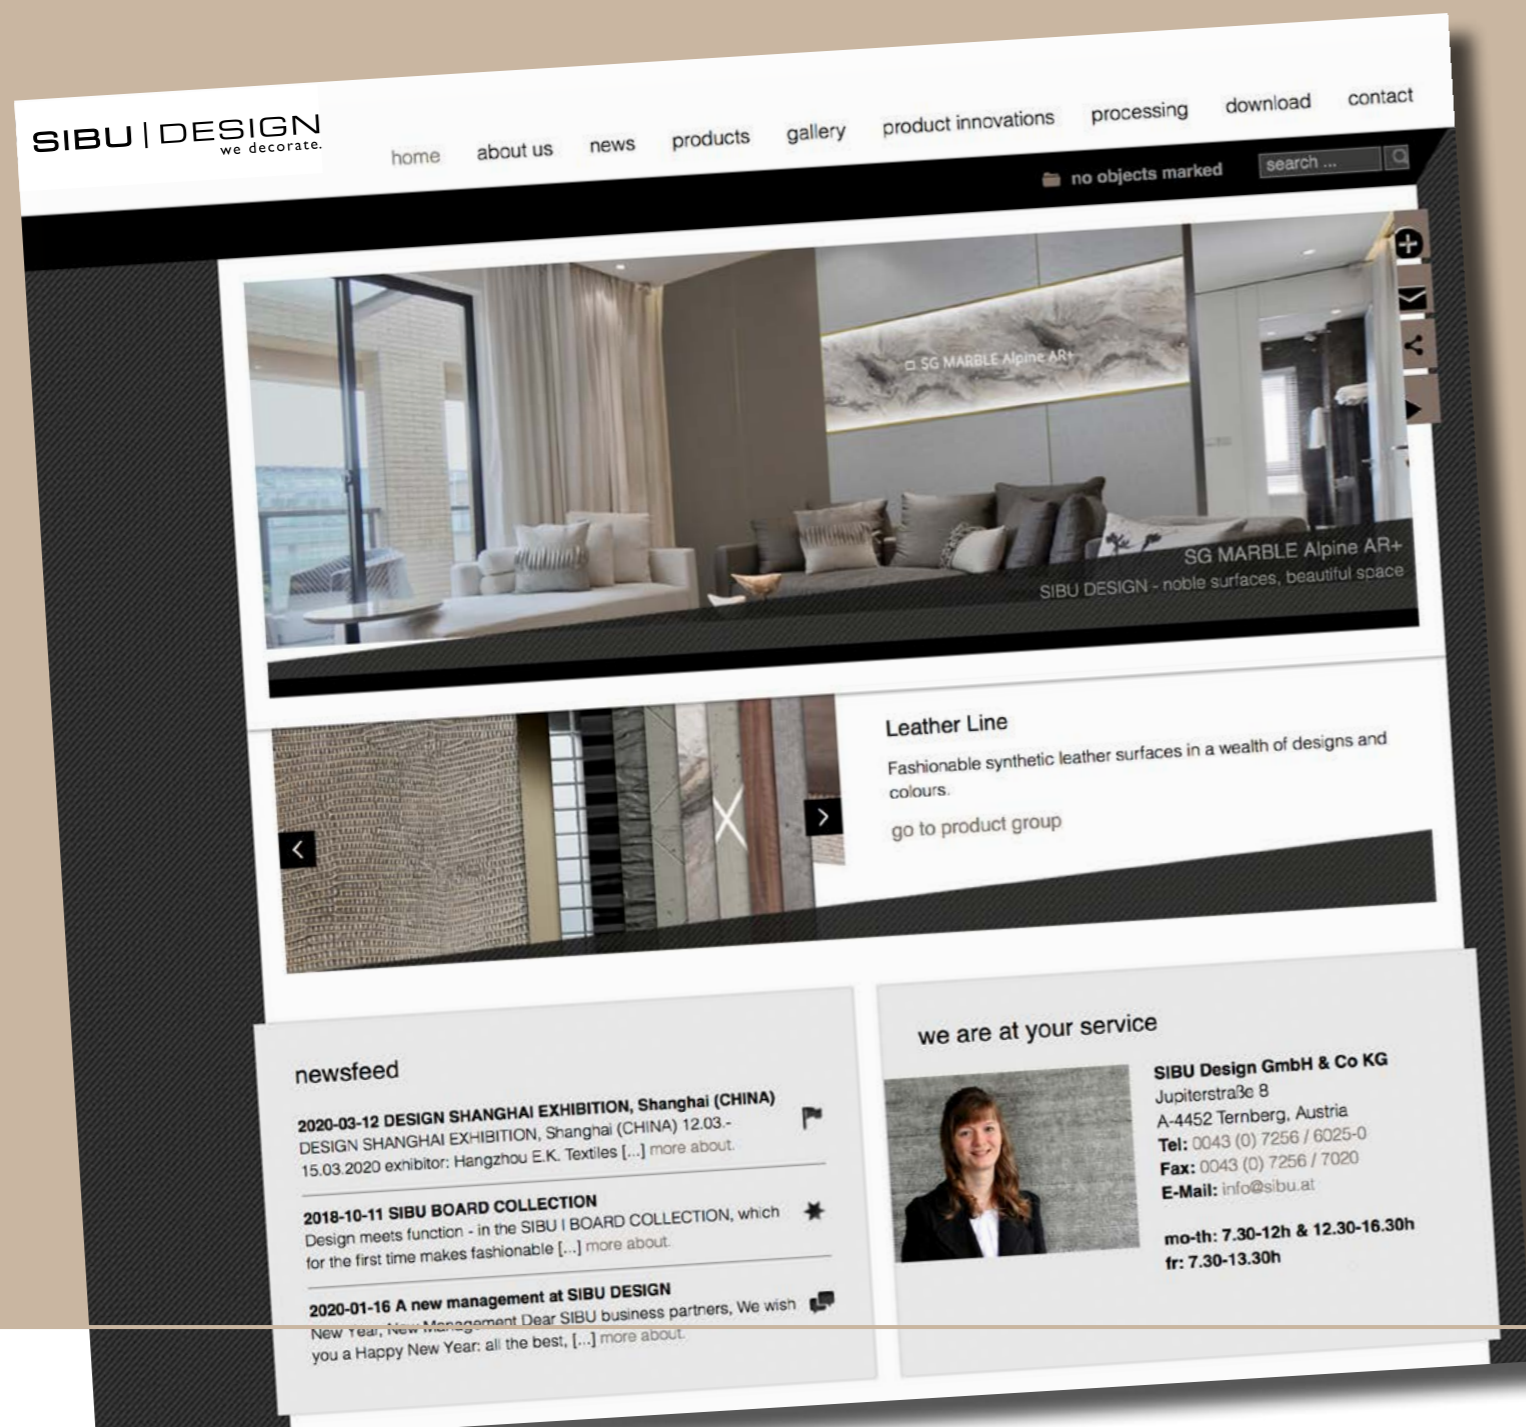 SIBU | DESIGN
we decorate.
home about us news products gallery product innovations processing download contact
no objects marked
search ...
SG MARBLE Alpine AR+
SG MARBLE Alpine AR+
SIBU DESIGN - noble surfaces, beautiful space
Leather Line
Fashionable synthetic leather surfaces in a wealth of designs and
colours.
go to product group
newsfeed
2020-03-12 DESIGN SHANGHAI EXHIBITION, Shanghai (CHINA)
DESIGN SHANGHAI EXHIBITION, Shanghai (CHINA) 12.03.-
15.03.2020 exhibitor: Hangzhou E.K. Textiles [...] more about.
2018-10-11 SIBU BOARD COLLECTION
Design meets function - in the SIBU I BOARD COLLECTION, which
for the first time makes fashionable [...] more about.
2020-01-16 A new management at SIBU DESIGN
New Year, New Management Dear SIBU business partners, We wish
you a Happy New Year: all the best, [...] more about.
we are at your service
SIBU Design GmbH & Co KG
Jupiterstraße 8
A-4452 Ternberg, Austria
Tel: 0043 (0) 7256 / 6025-0
Fax: 0043 (0) 7256 / 7020
E-Mail: info@sibu.at
mo-th: 7.30-12h & 12.30-16.30h
fr: 7.30-13.30h